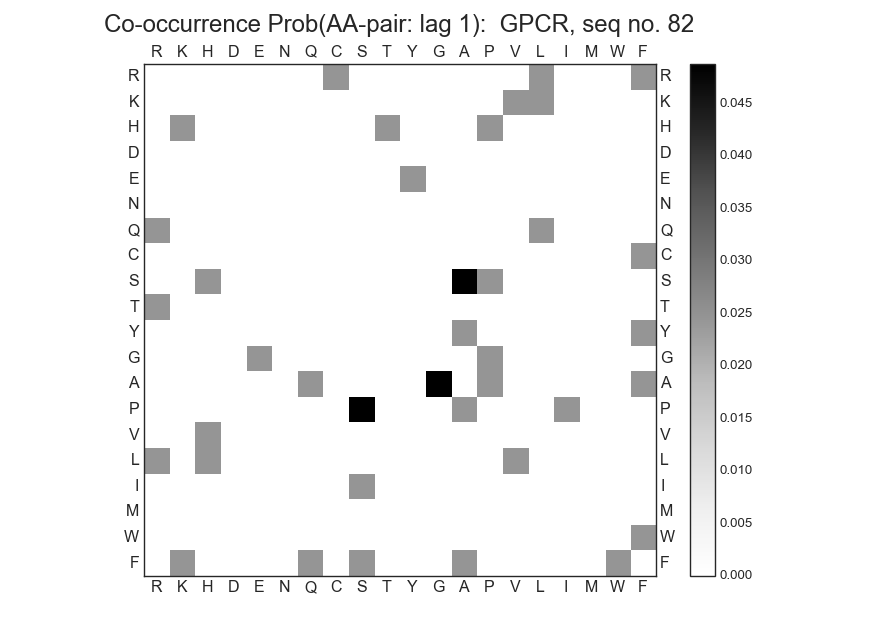 Co-occurrence Prob(AA-pair: lag 1):  GPCR, seq no. 82
R K H D E N Q C S T Y G A P V L I M W F
R R
K K
H H
D D
E E
N N
Q Q
C C
S S
T T
Y Y
G G
A A
P P
V V
L L
I I
M M
W W
F F
R K H D E N Q C S T Y G A P V L I M W F
0.045
0.040
0.035
0.030
0.025
0.020
0.015
0.010
0.005
0.000